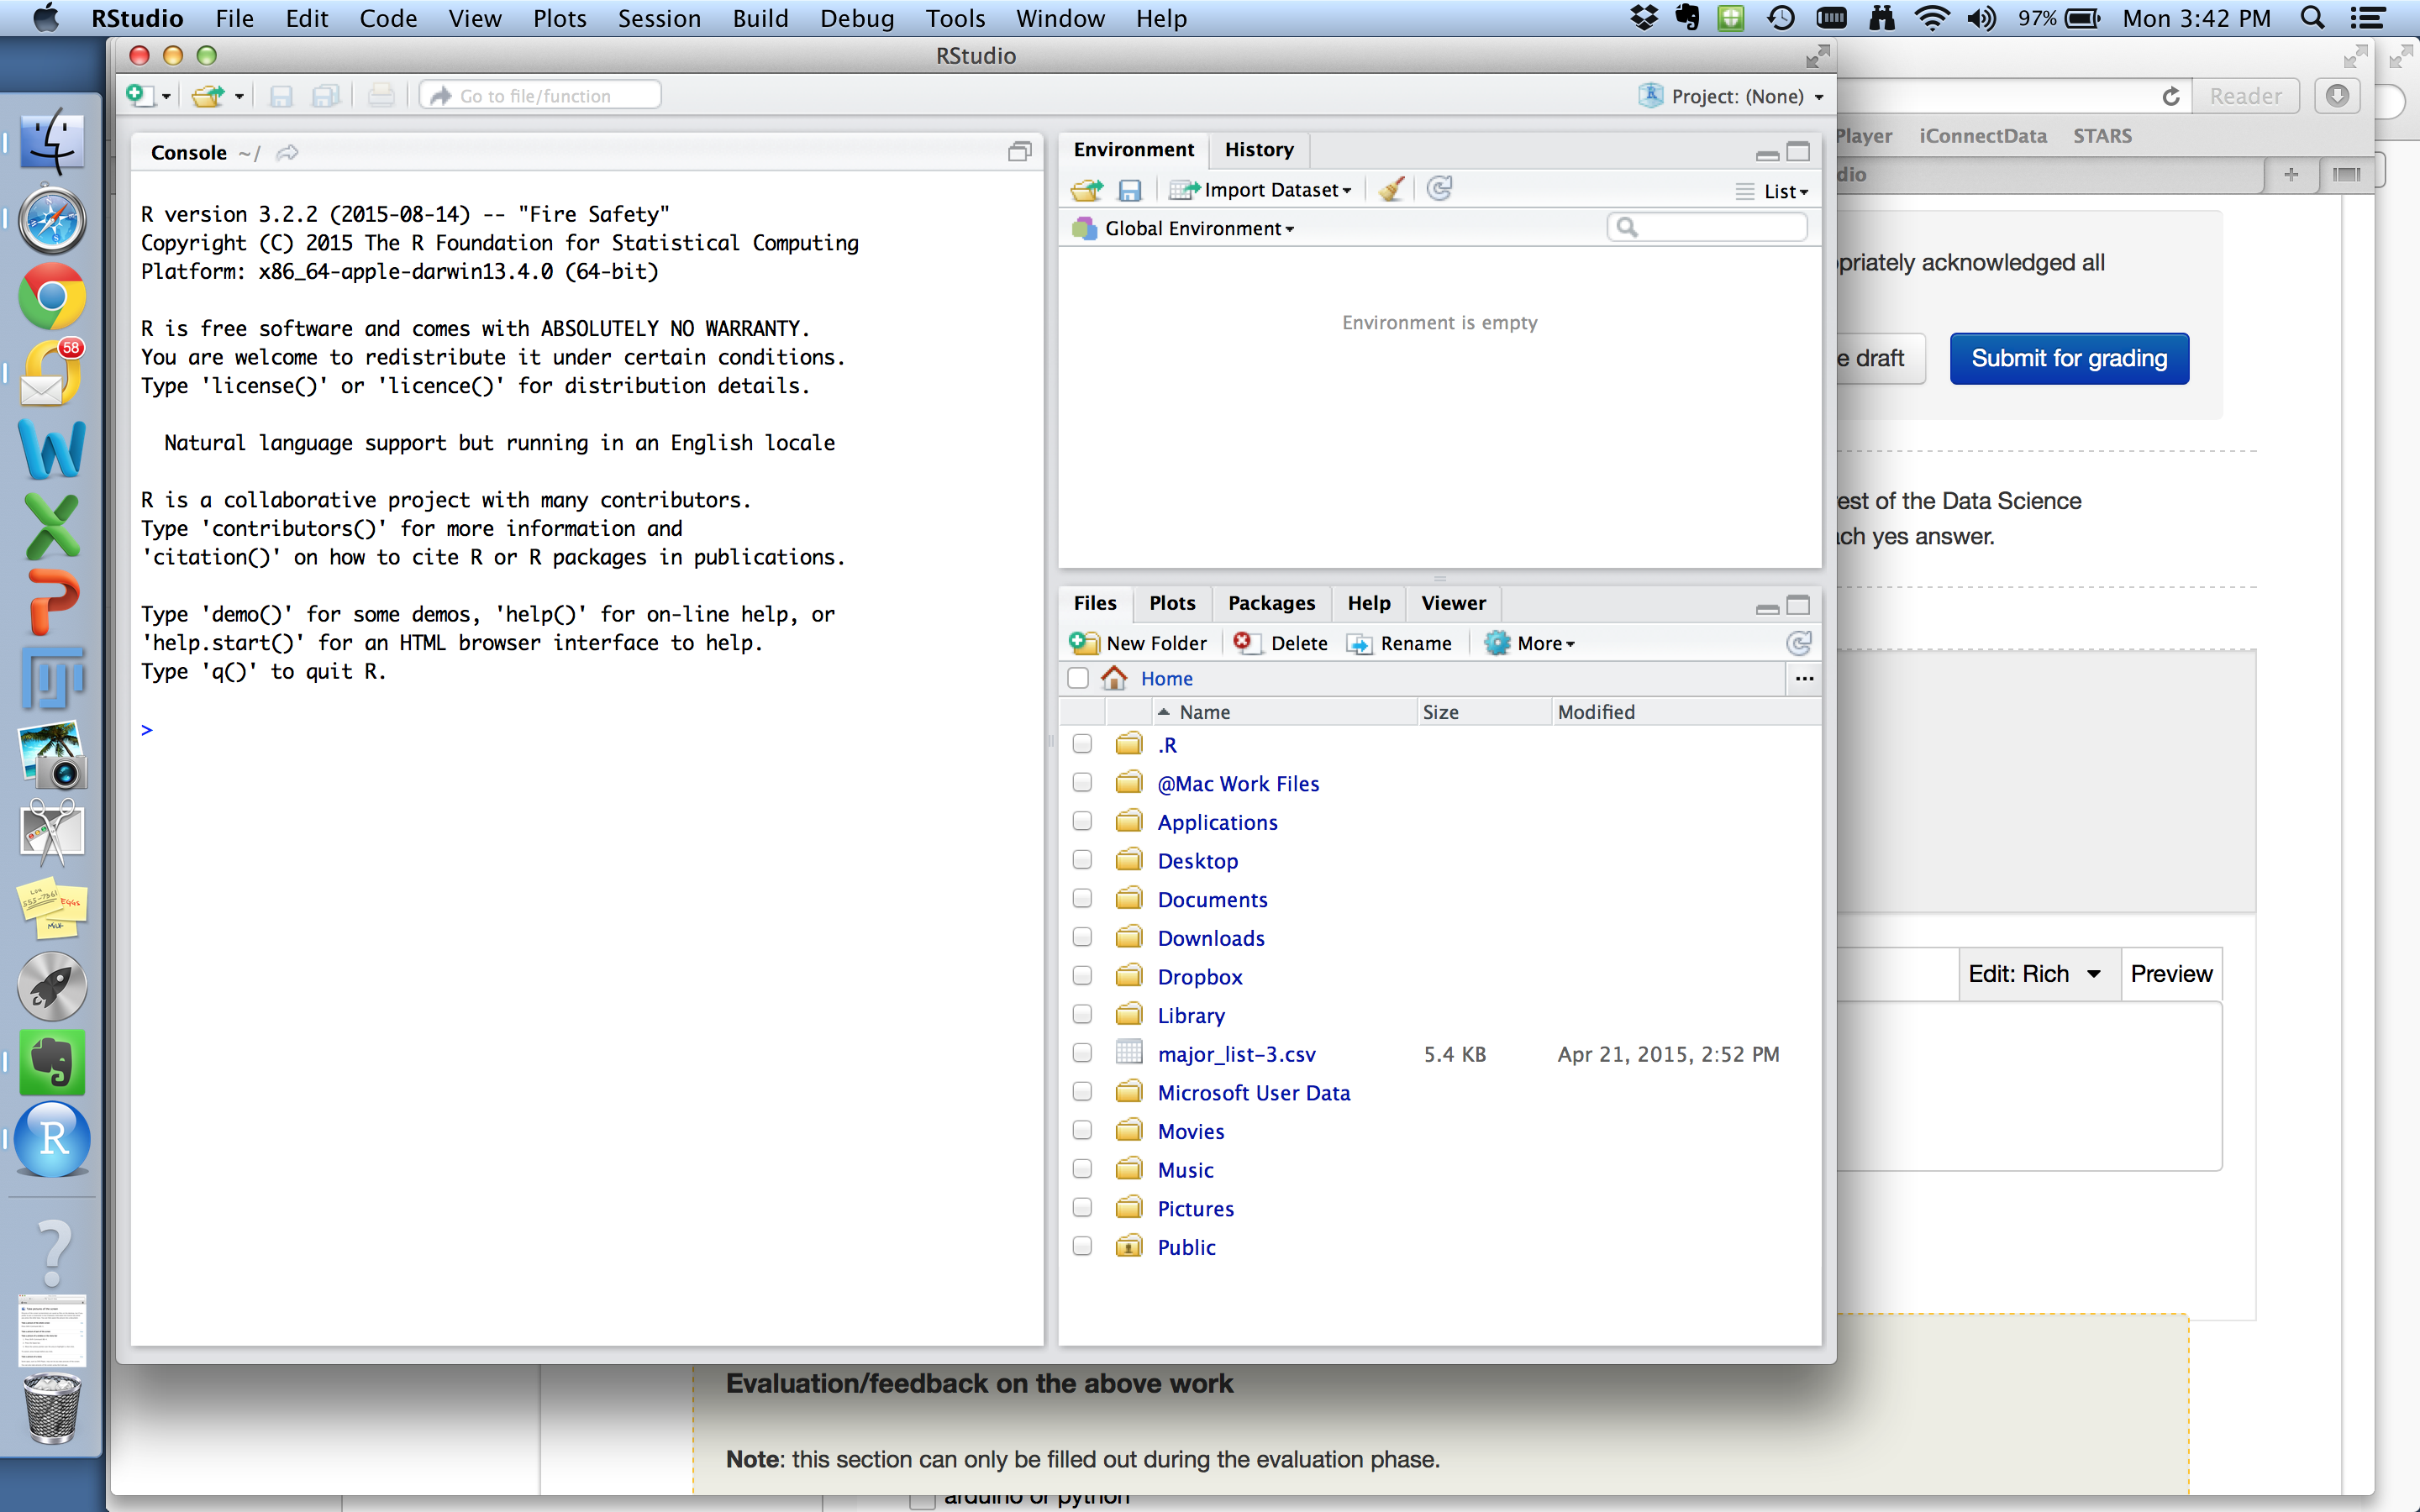 RStudio File Edit Code View Plots Session Build Debug Tools Window Help 97% Mon 3:42 PM
RStudio
Go to file/function
Project: (None)
Reader
Player iConnectData STARS
dio
Console ~/
R version 3.2.2 (2015-08-14) -- "Fire Safety"
Copyright (C) 2015 The R Foundation for Statistical Computing
Platform: x86_64-apple-darwin13.4.0 (64-bit)
R is free software and comes with ABSOLUTELY NO WARRANTY.
You are welcome to redistribute it under certain conditions.
Type 'license()' or 'licence()' for distribution details.
Natural language support but running in an English locale
R is a collaborative project with many contributors.
Type 'contributors()' for more information and
'citation()' on how to cite R or R packages in publications.
Type 'demo()' for some demos, 'help()' for on-line help, or
'help.start()' for an HTML browser interface to help.
Type 'q()' to quit R.
>
Environment History
Import Dataset List
Global Environment
Environment is empty
Files Plots Packages Help Viewer
New Folder Delete Rename More
Home ...
Name Size Modified
.R
@Mac Work Files
Applications
Desktop
Documents
Downloads
Dropbox
Library
major_list-3.csv 5.4 KB Apr 21, 2015, 2:52 PM
Microsoft User Data
Movies
Music
Pictures
Public
priately acknowledged all
e draft Submit for grading
est of the Data Science
ch yes answer.
Edit: Rich Preview
Evaluation/feedback on the above work
Note: this section can only be filled out during the evaluation phase.
arduino or python
58
EGGS
MILK
R